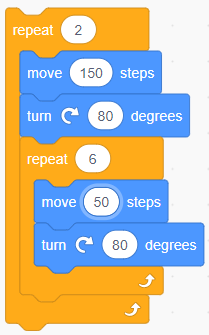 repeat 2
move 150 steps
turn 80 degrees
repeat 6
move 50 steps
turn 80 degrees